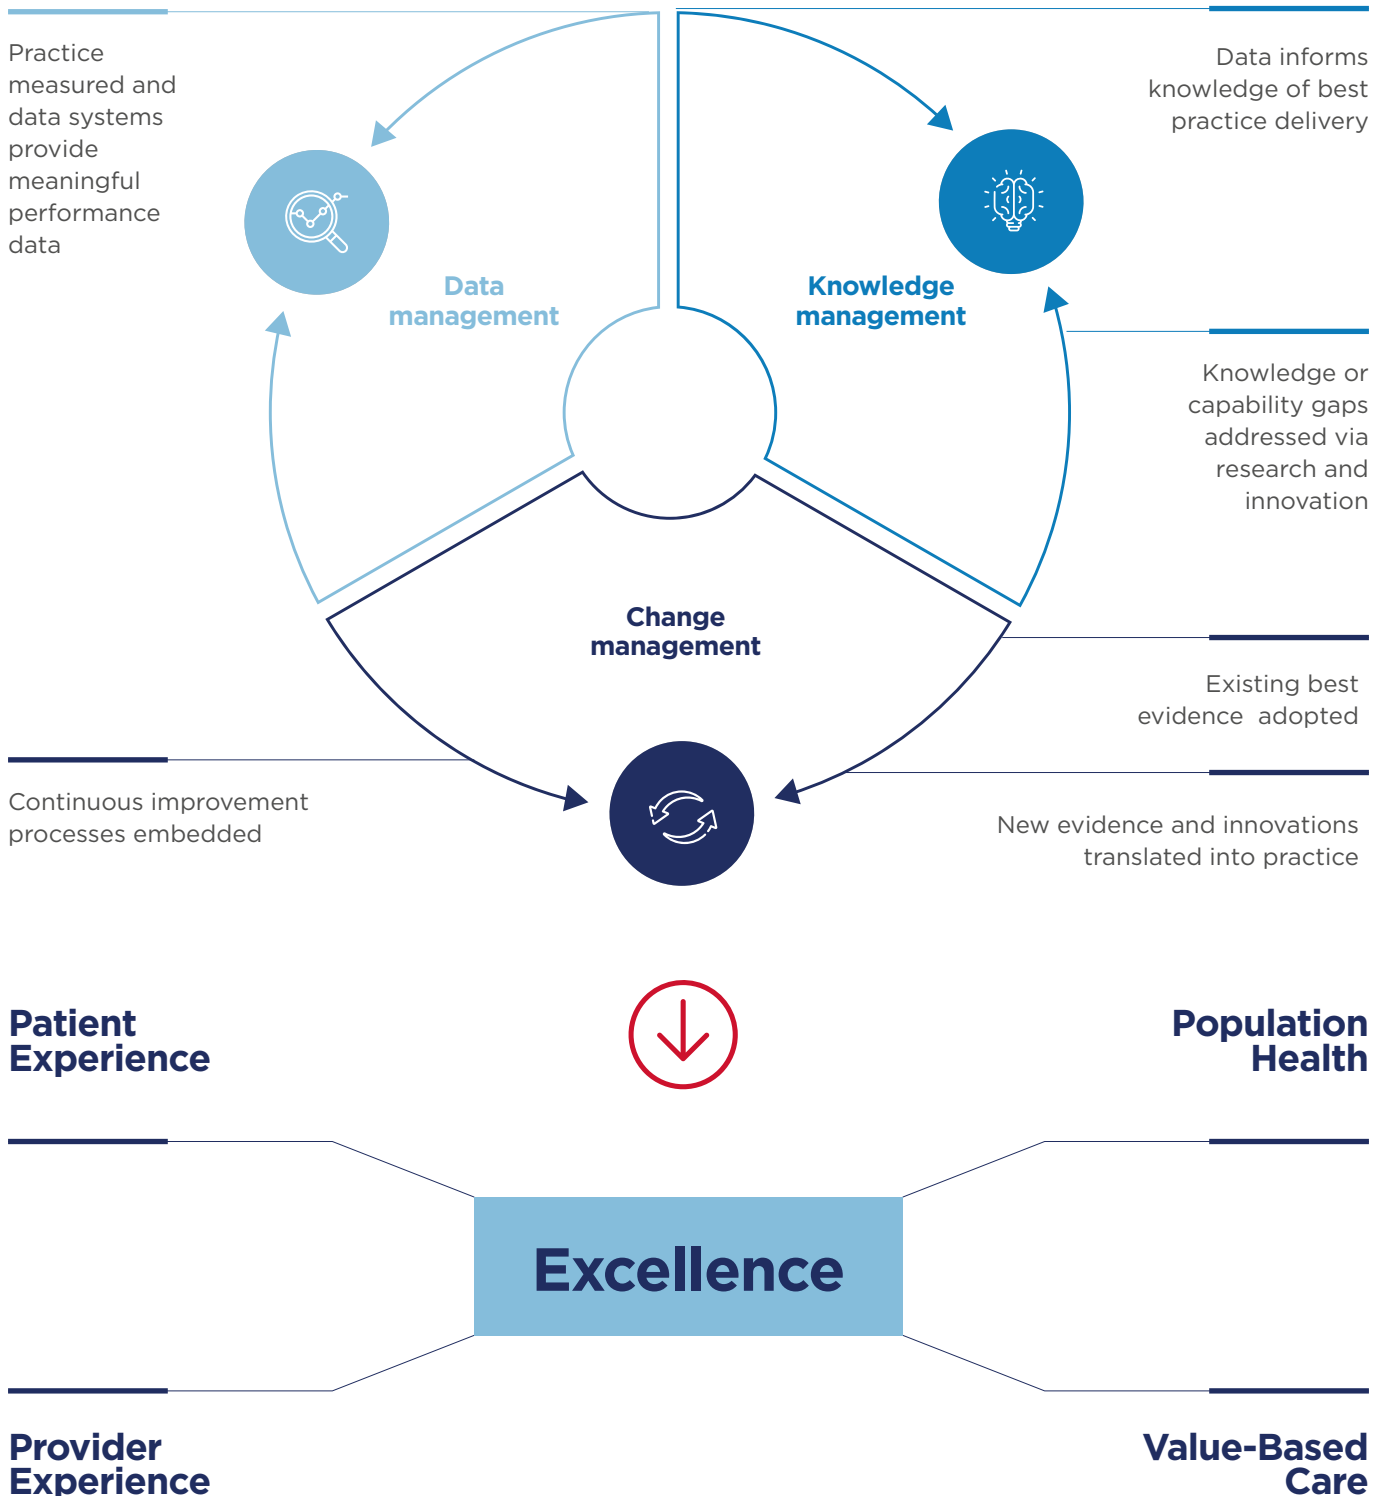 Practice
measured and
data systems
provide
meaningful
performance
data
Data informs
knowledge of best
practice delivery
Data
management
Knowledge
management
Knowledge or
capability gaps
addressed via
research and
innovation
Change
management
Existing best
evidence  adopted
Continuous improvement
processes embedded
New evidence and innovations
translated into practice
Patient
Experience
Population
Health
Excellence
Provider
Experience
Value-Based
Care